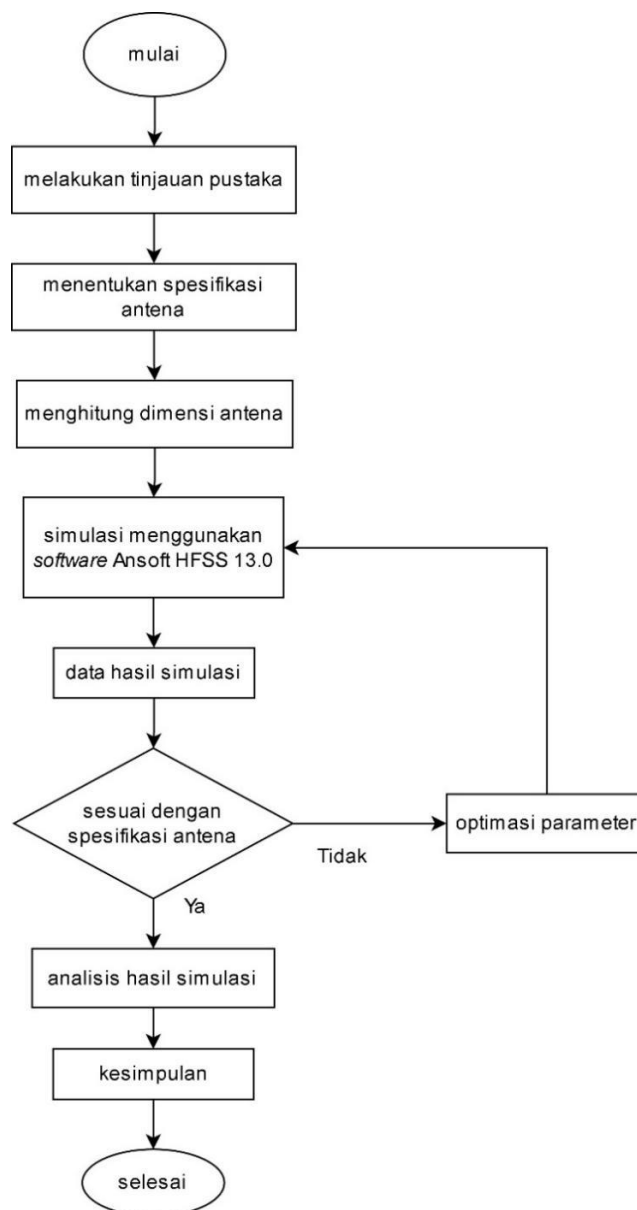 mulai
melakukan tinjauan pustaka
menentukan spesifikasi
antena
menghitung dimensi antena
simulasi menggunakan
software Ansoft HFSS 13.0
data hasil simulasi
sesuai dengan
spesifikasi antena
Tidak
optimasi parameter
Ya
analisis hasil simulasi
kesimpulan
selesai